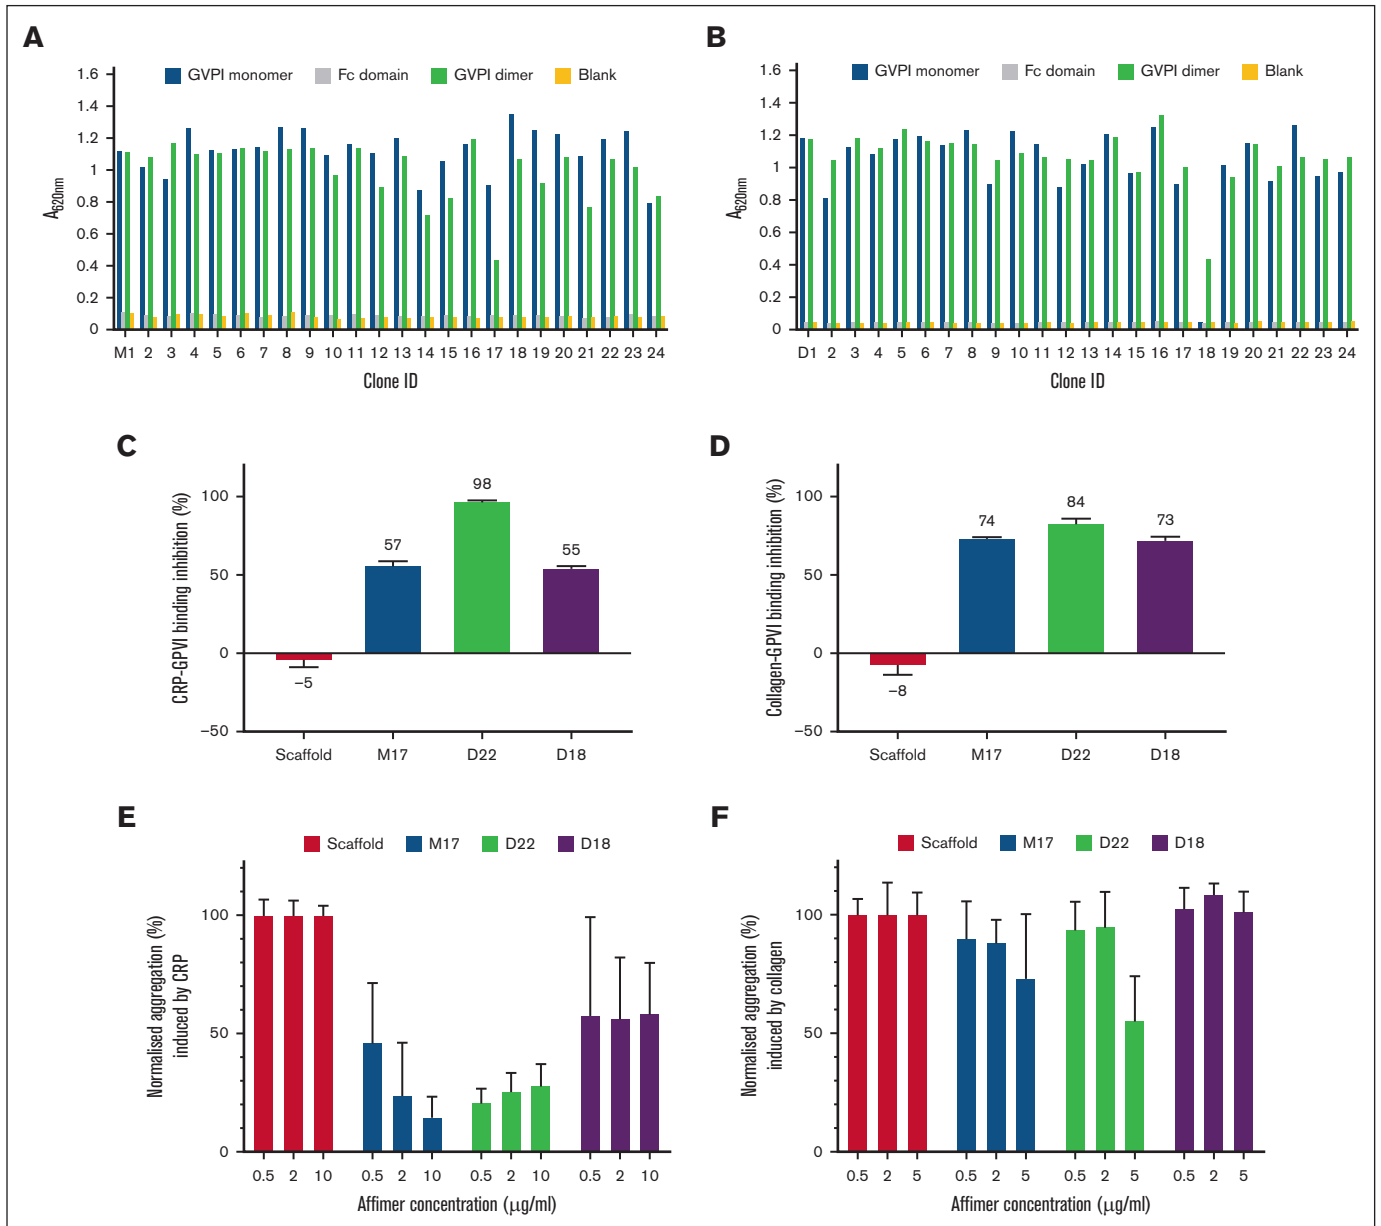 A
GVPI monomer Fc domain GVPI dimer Blank
1.6
1.4
1.2
1
0.8
0.6
0.4
0.2
0
A620nm
M1 2 3 4 5 6 7 8 9 10 11 12 13 14 15 16 17 18 19 20 21 22 23 24
Clone ID
B
GVPI monomer Fc domain GVPI dimer Blank
1.6
1.4
1.2
1
0.8
0.6
0.4
0.2
0
A620nm
D1 2 3 4 5 6 7 8 9 10 11 12 13 14 15 16 17 18 19 20 21 22 23 24
Clone ID
C
CRP-GPVI binding inhibition (%)
100
50
0
−50
−5
57
98
55
Scaffold M17 D22 D18
D
Collagen-GPVI binding inhibition (%)
100
50
0
−50
−8
74
84
73
Scaffold M17 D22 D18
E
Scaffold M17 D22 D18
Normalised aggregation (%)
induced by CRP
100
50
0
0.5 2 10 0.5 2 10 0.5 2 10 0.5 2 10
Affimer concentration (μg/ml)
F
Scaffold M17 D22 D18
Normalised aggregation (%)
induced by collagen
100
50
0
0.5 2 5 0.5 2 5 0.5 2 5 0.5 2 5
Affimer concentration (μg/ml)